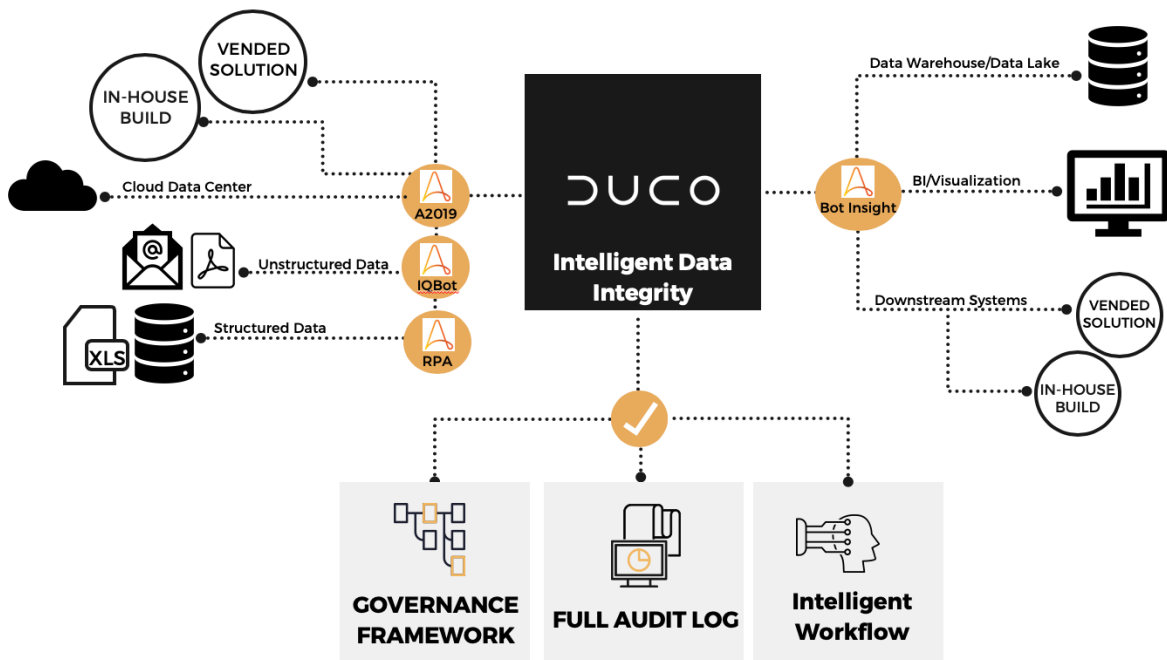 VENDED
SOLUTION
IN-HOUSE
BUILD
Cloud Data Center
A2019
Unstructured Data
@
IQBot
Structured Data
XLS
RPA
DUCO
Intelligent Data
Integrity
Bot Insight
Data Warehouse/Data Lake
BI/Visualization
Downstream Systems
VENDED
SOLUTION
IN-HOUSE
BUILD
GOVERNANCE
FRAMEWORK
FULL AUDIT LOG
Intelligent
Workflow